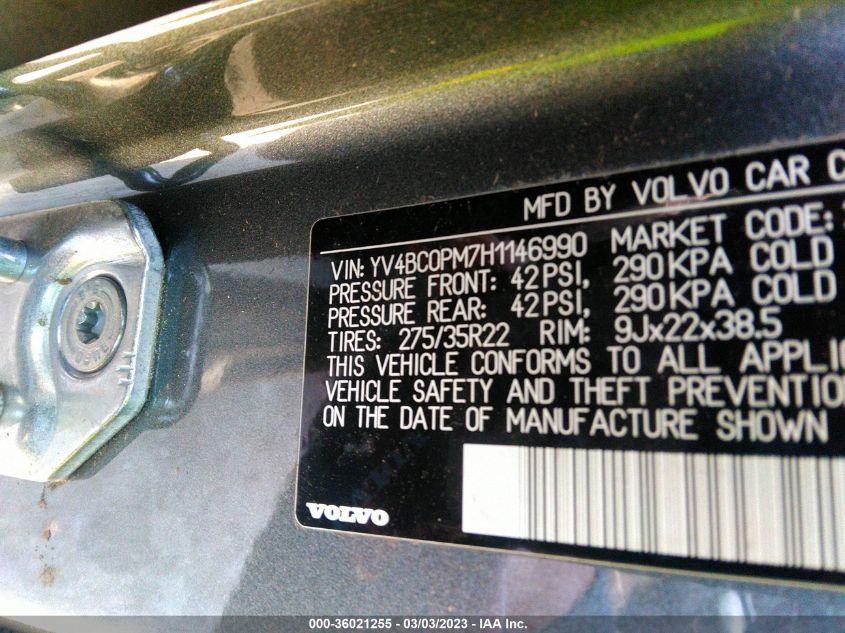 MFD BY VOLVO CAR C
VIN: YV4BC0PM7H1146990 MARKET CODE:
PRESSURE FRONT: 42PSI, 290KPA COLD
PRESSURE REAR: 42PSI, 290KPA COLD
TIRES: 275/35R22 RIM: 9Jx22x38.5
THIS VEHICLE CONFORMS TO ALL APPLIC
VEHICLE SAFETY AND THEFT PREVENTION
ON THE DATE OF MANUFACTURE SHOWN
VOLVO
000-36021255 - 03/03/2023 - IAA Inc.